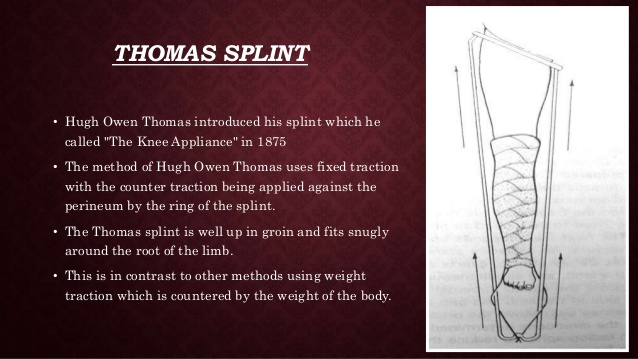 THOMAS SPLINT
• Hugh Owen Thomas introduced his splint which he
called "The Knee Appliance" in 1875
• The method of Hugh Owen Thomas uses fixed traction
with the counter traction being applied against the
perineum by the ring of the splint.
• The Thomas splint is well up in groin and fits snugly
around the root of the limb.
• This is in contrast to other methods using weight
traction which is countered by the weight of the body.